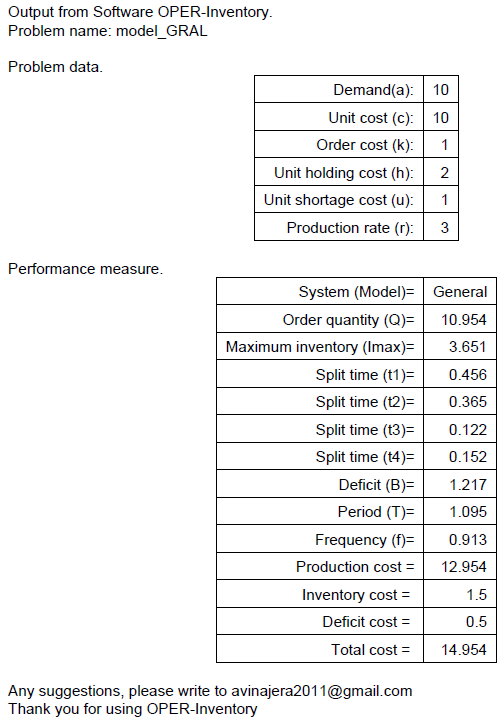 Output from Software OPER-Inventory.
Problem name: model_GRAL
Problem data.
Demand(a): 10
Unit cost (c): 10
Order cost (k): 1
Unit holding cost (h): 2
Unit shortage cost (u): 1
Production rate (r): 3
Performance measure.
System (Model)= General
Order quantity (Q)= 10.954
Maximum inventory (Imax)= 3.651
Split time (t1)= 0.456
Split time (t2)= 0.365
Split time (t3)= 0.122
Split time (t4)= 0.152
Deficit (B)= 1.217
Period (T)= 1.095
Frequency (f)= 0.913
Production cost = 12.954
Inventory cost = 1.5
Deficit cost = 0.5
Total cost = 14.954
Any suggestions, please write to avinajera2011@gmail.com
Thank you for using OPER-Inventory